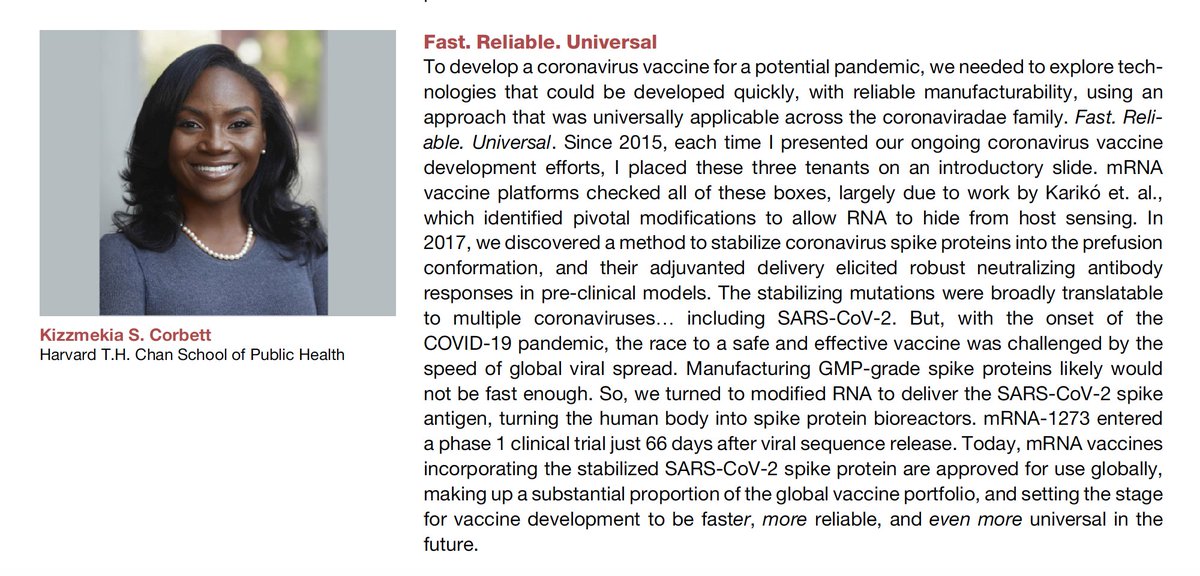 Fast. Reliable. Universal
To develop a coronavirus vaccine for a potential pandemic, we needed to explore tech-
nologies that could be developed quickly, with reliable manufacturability, using an
approach that was universally applicable across the coronaviradae family. Fast. Reli-
able. Universal. Since 2015, each time I presented our ongoing coronavirus vaccine
development efforts, I placed these three tenants on an introductory slide. mRNA
vaccine platforms checked all of these boxes, largely due to work by Karikó et. al.,
which identified pivotal modifications to allow RNA to hide from host sensing. In
2017, we discovered a method to stabilize coronavirus spike proteins into the prefusion
conformation, and their adjuvanted delivery elicited robust neutralizing antibody
responses in pre-clinical models. The stabilizing mutations were broadly translatable
to multiple coronaviruses… including SARS-CoV-2. But, with the onset of the
COVID-19 pandemic, the race to a safe and effective vaccine was challenged by the
speed of global viral spread. Manufacturing GMP-grade spike proteins likely would
not be fast enough. So, we turned to modified RNA to deliver the SARS-CoV-2 spike
antigen, turning the human body into spike protein bioreactors. mRNA-1273 entered
a phase 1 clinical trial just 66 days after viral sequence release. Today, mRNA vaccines
incorporating the stabilized SARS-CoV-2 spike protein are approved for use globally,
making up a substantial proportion of the global vaccine portfolio, and setting the stage
for vaccine development to be faster, more reliable, and even more universal in the
future.
Kizzmekia S. Corbett
Harvard T.H. Chan School of Public Health